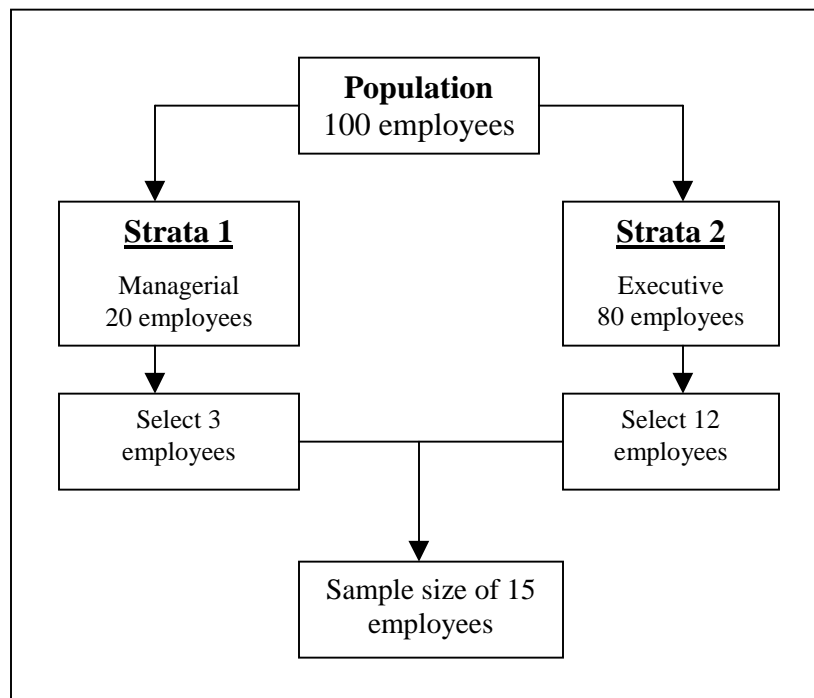 Population
100 employees
Strata 1
Managerial
20 employees
Strata 2
Executive
80 employees
Select 3
employees
Select 12
employees
Sample size of 15
employees